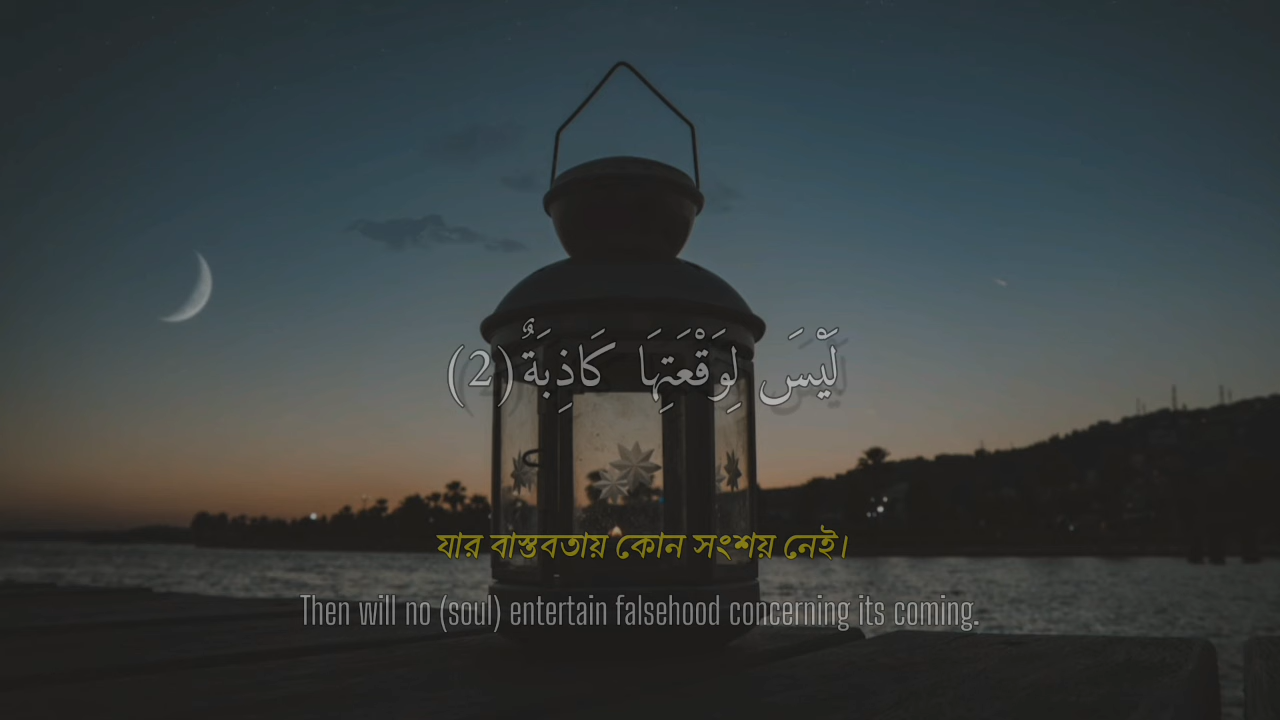 لَيْسَ لِوَقْعَتِهَا كَاذِبَةٌ (2)
যার বাস্তবতায় কোন সংশয় নেই।
Then will no (soul) entertain falsehood concerning its coming.